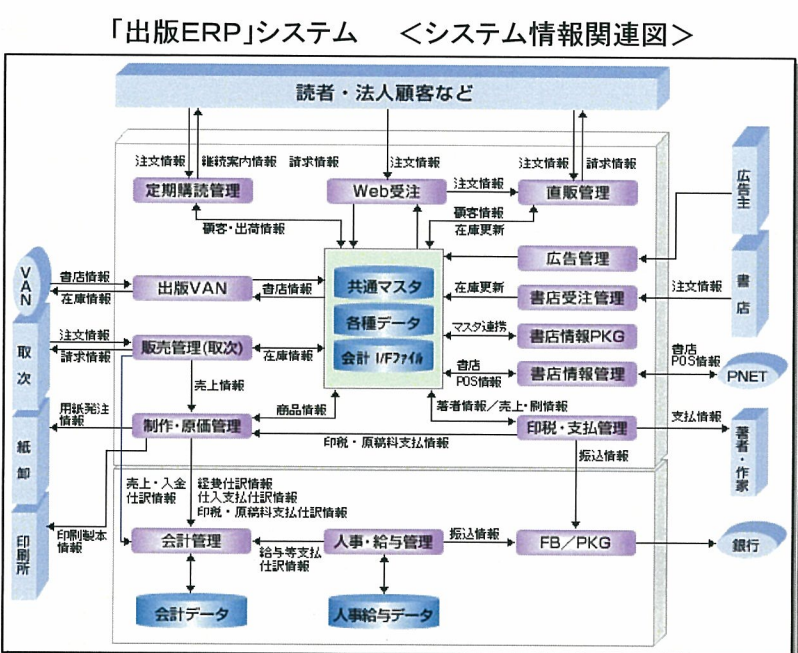 「出版ERP」システム　＜システム情報関連図＞
読者・法人顧客など
注文情報
継続案内情報
請求情報
注文情報
注文情報
請求情報
定期購読管理
Web受注
注文情報
直販管理
広告主
顧客・出荷情報
顧客情報
在庫更新
広告管理
VAN
書店情報
在庫情報
出版VAN
書店情報
共通マスタ
各種データ
会計 I/Fファイル
在庫更新
書店受注管理
注文情報
書店
取次
注文情報
請求情報
販売管理(取次)
在庫情報
マスタ連携
書店情報PKG
書店
POS情報
書店情報管理
書店
POS情報
PNET
売上情報
用紙発注
情報
制作・原価管理
商品情報
著者情報／売上・刷情報
印税・支払管理
支払情報
印税・原稿料支払情報
振込情報
紙卸
著者・作家
売上・入金
仕訳情報
経費仕訳情報
仕入支払仕訳情報
印税・原稿料支払仕訳情報
印刷所
印刷製本
情報
会計管理
給与等支払
仕訳情報
人事・給与管理
振込情報
FB／PKG
銀行
会計データ
人事給与データ